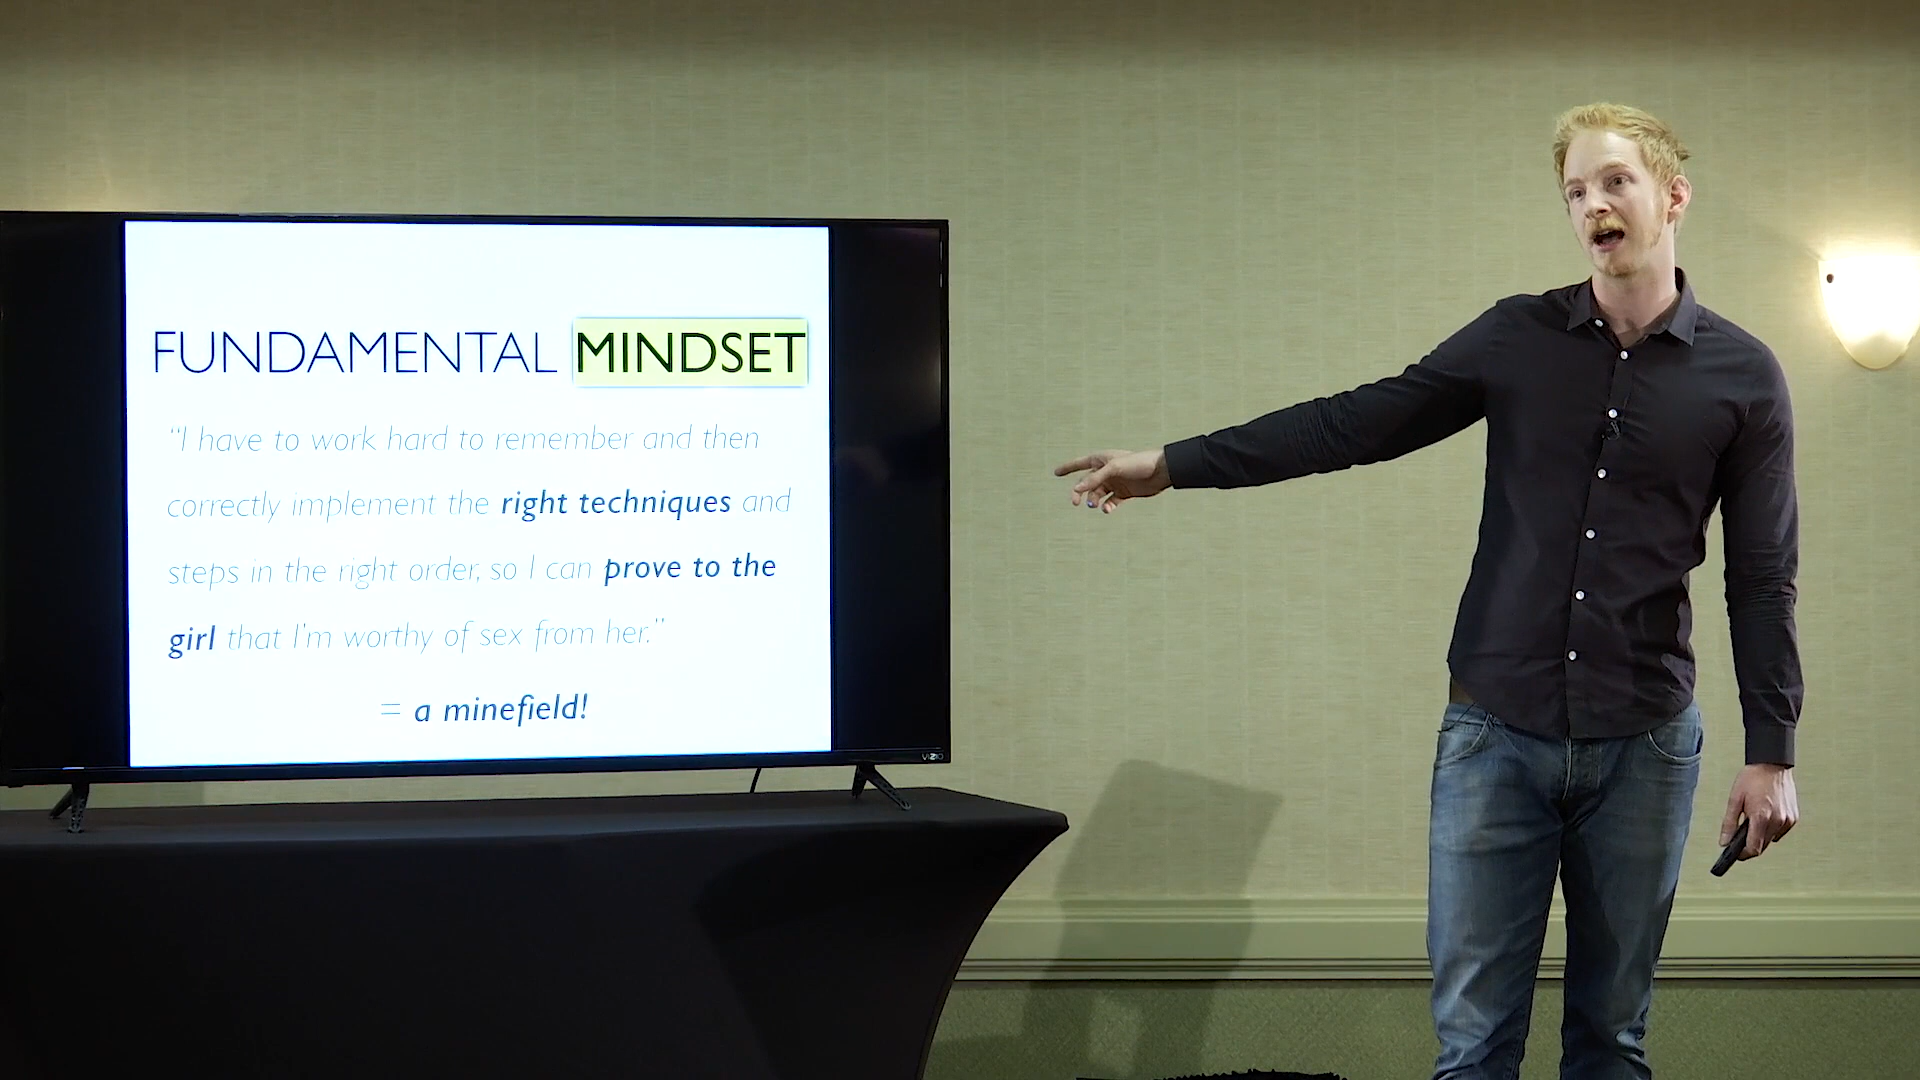 FUNDAMENTAL MINDSET
“I have to work hard to remember and then
correctly implement the right techniques and
steps in the right order, so I can prove to the
girl that I'm worthy of sex from her.”
= a minefield!
VIZIO